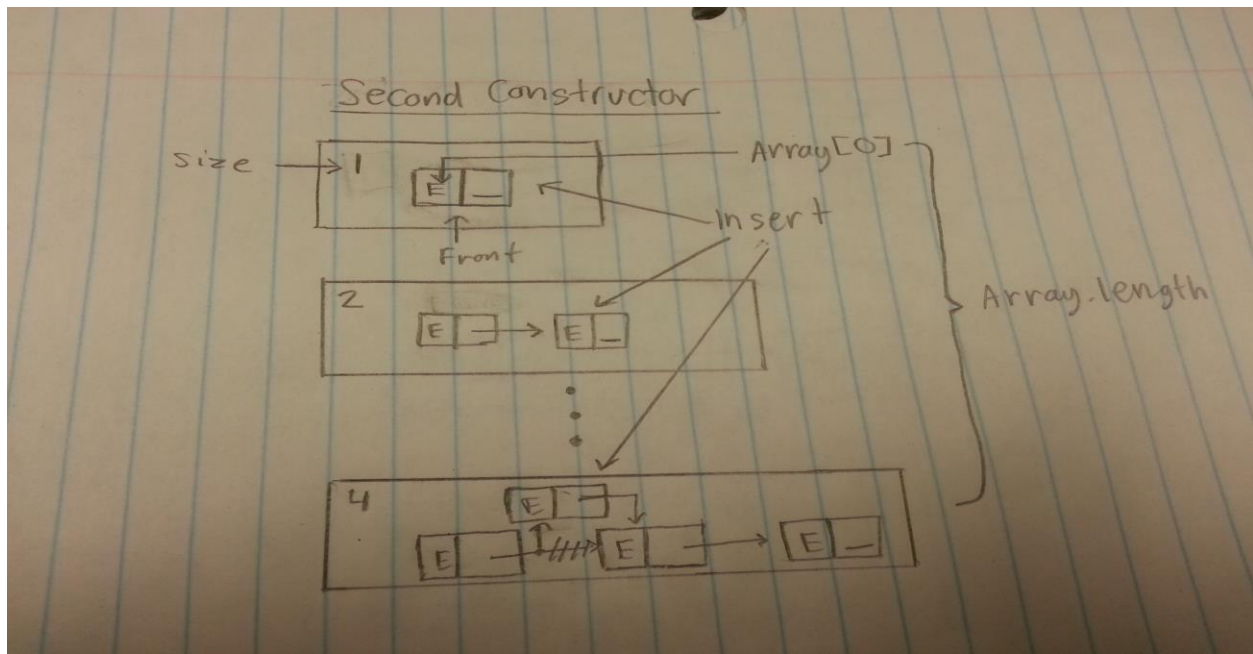 Second Constructor
size
1
Array[0]
E
Insert
Front
2
Array.length
E
E
4
E
E
E
E